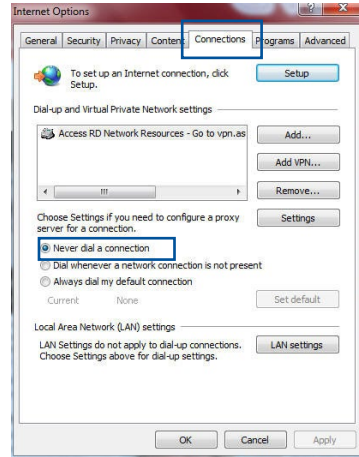 Internet Options
General Security Privacy Content Connections Programs Advanced
To set up an Internet connection, click Setup.
Setup
Dial-up and Virtual Private Network settings
Access RD Network Resources - Go to vpn.as
Add...
Add VPN...
Remove...
Choose Settings if you need to configure a proxy
server for a connection.
Settings
Never dial a connection
Dial whenever a network connection is not present
Always dial my default connection
Current None
Set default
Local Area Network (LAN) settings
LAN Settings do not apply to dial-up connections.
Choose Settings above for dial-up settings.
LAN settings
OK Cancel Apply